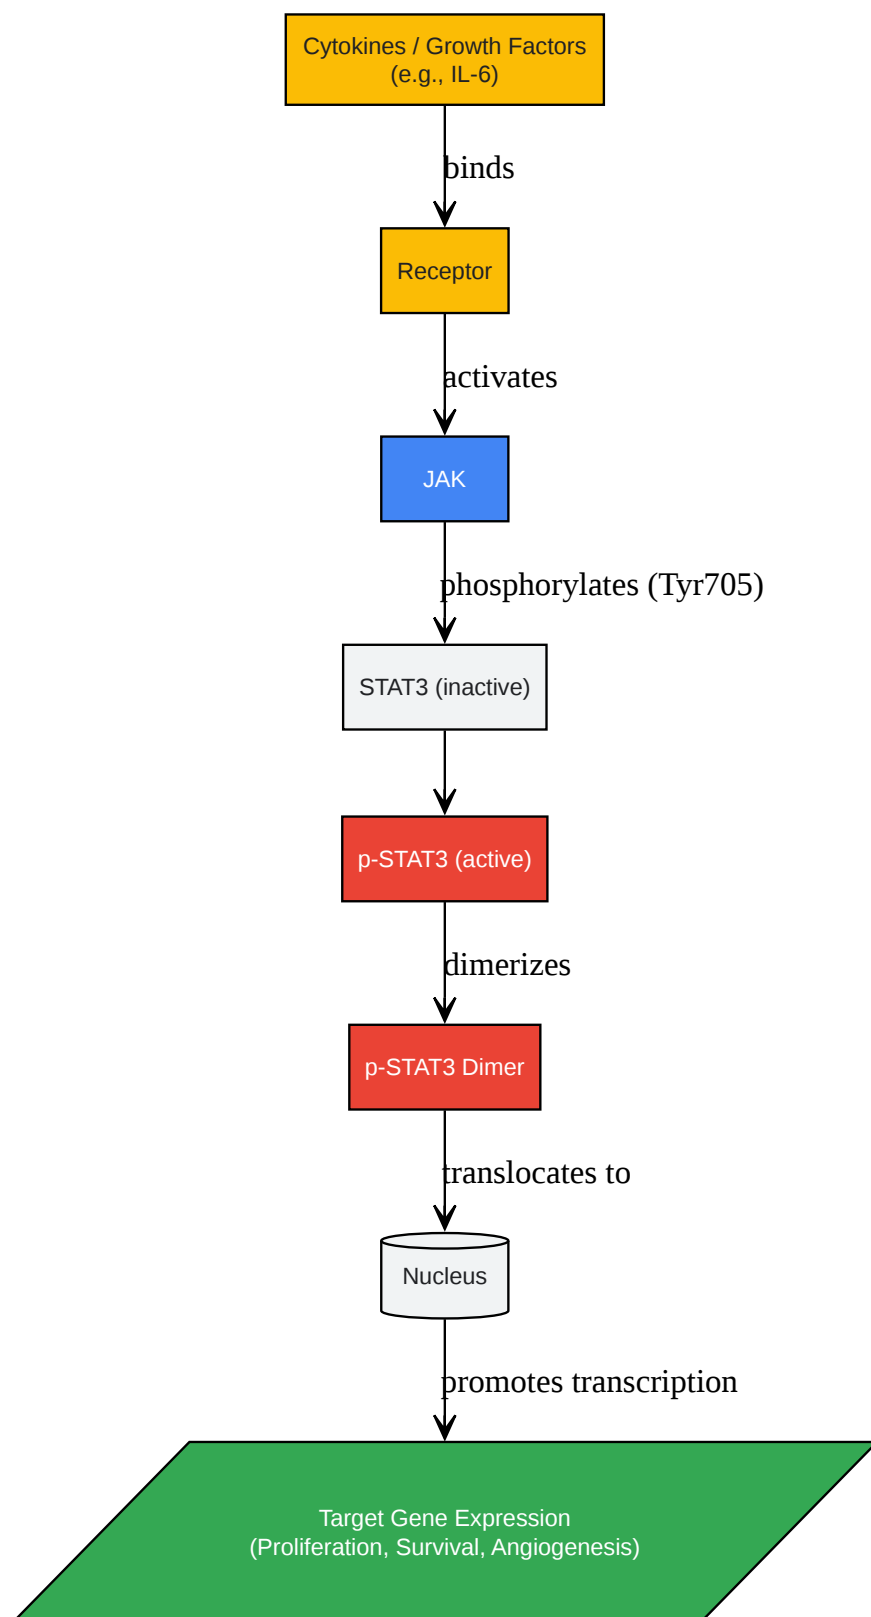 Cytokines / Growth Factors
(e.g., IL-6)
binds
Receptor
activates
JAK
phosphorylates (Tyr705)
STAT3 (inactive)
p-STAT3 (active)
dimerizes
p-STAT3 Dimer
translocates to
Nucleus
promotes transcription
Target Gene Expression
(Proliferation, Survival, Angiogenesis)